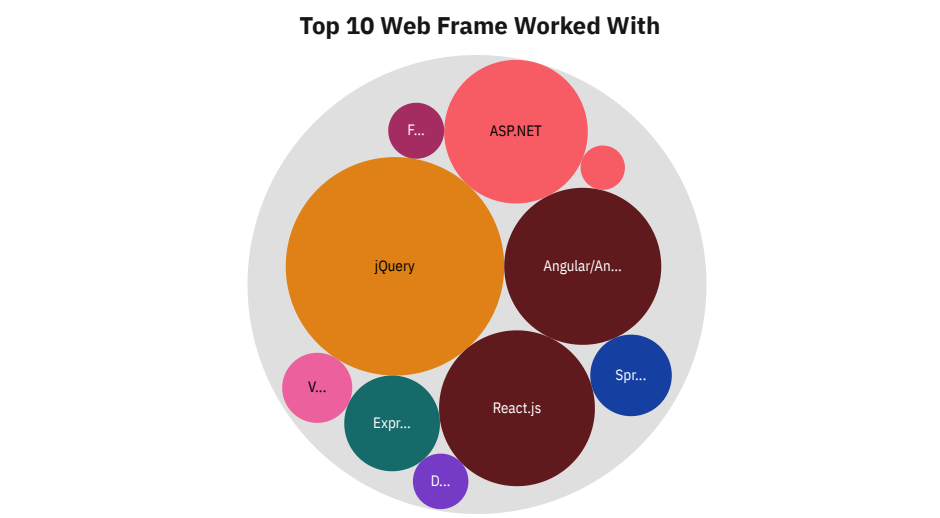 Top 10 Web Frame Worked With
ASP.NET
F...
jQuery
Angular/An...
Spr...
V...
React.js
Expr...
D...